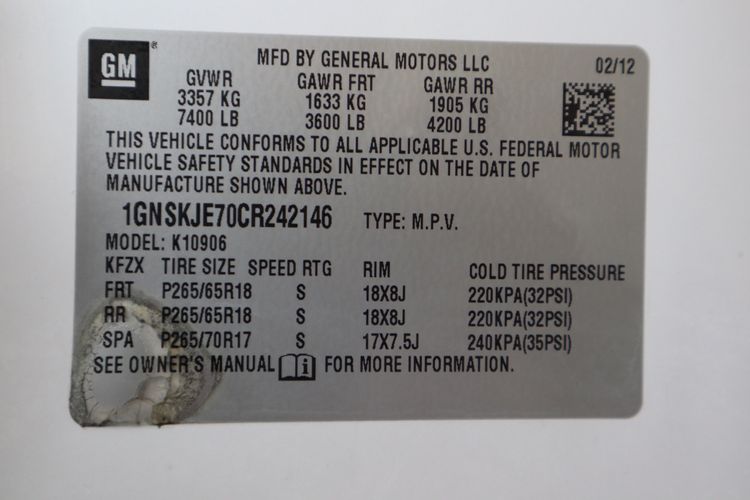 GM ®
MFD BY GENERAL MOTORS LLC 02/12
GVWR GAWR FRT GAWR RR
3357 KG 1633 KG 1905 KG
7400 LB 3600 LB 4200 LB
THIS VEHICLE CONFORMS TO ALL APPLICABLE U.S. FEDERAL MOTOR
VEHICLE SAFETY STANDARDS IN EFFECT ON THE DATE OF
MANUFACTURE SHOWN ABOVE.
1GNSKJE70CR242146 TYPE: M.P.V.
MODEL: K10906
KFZX TIRE SIZE SPEED RTG RIM COLD TIRE PRESSURE
FRT P265/65R18 S 18X8J 220KPA(32PSI)
RR P265/65R18 S 18X8J 220KPA(32PSI)
SPA P265/70R17 S 17X7.5J 240KPA(35PSI)
SEE OWNER'S MANUAL i FOR MORE INFORMATION.